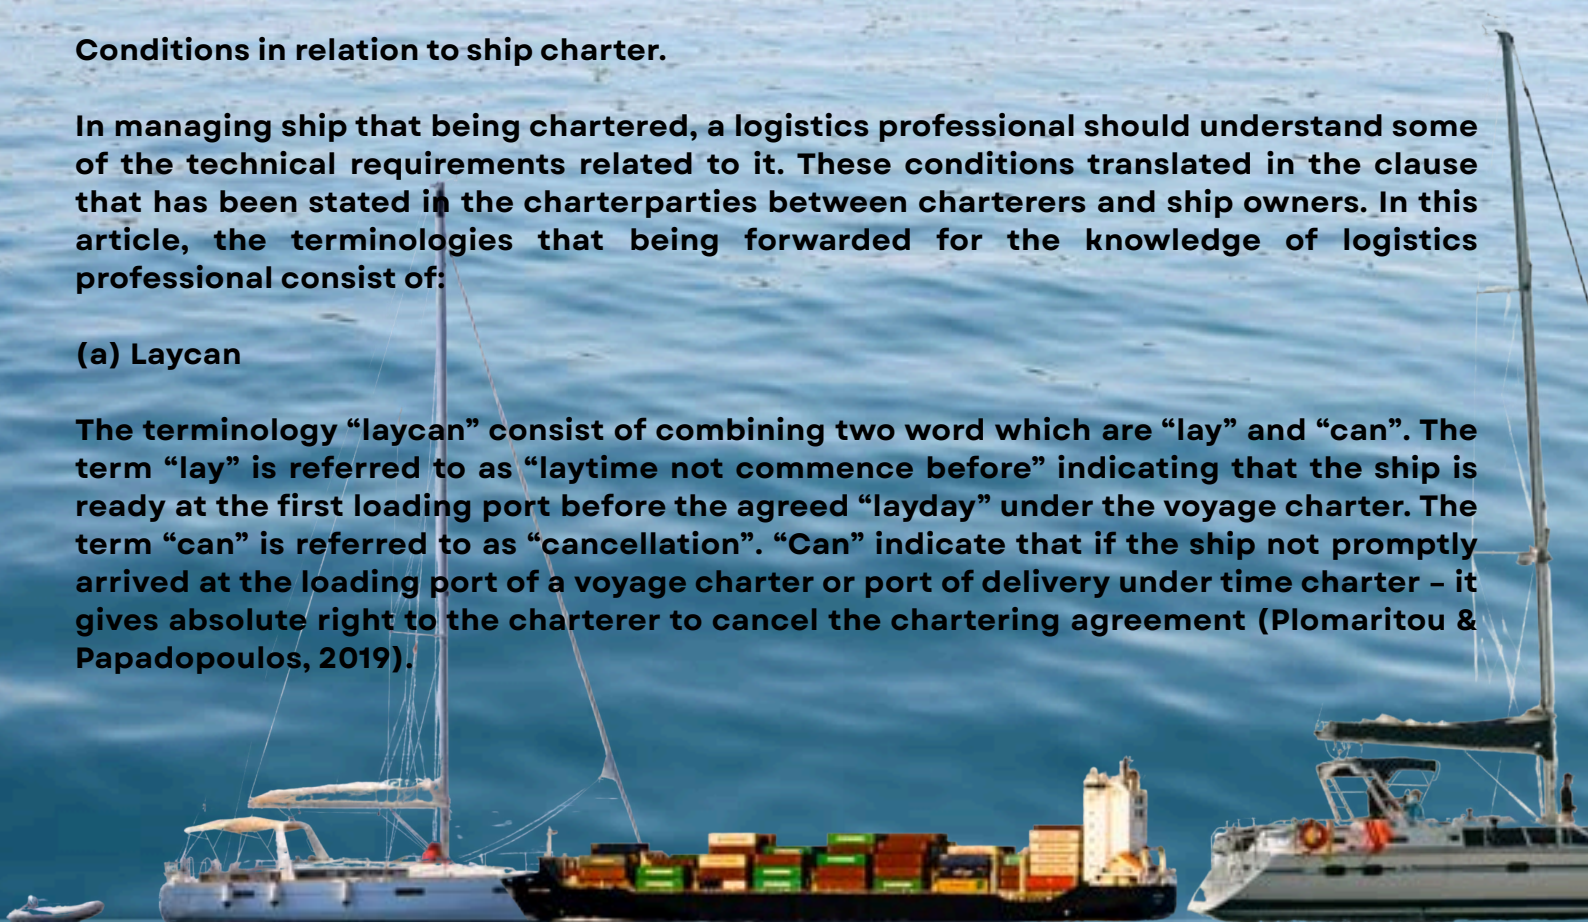 Conditions in relation to ship charter.
In managing ship that being chartered, a logistics professional should understand some
of the technical requirements related to it. These conditions translated in the clause
that has been stated in the charterparties between charterers and ship owners. In this
article, the terminologies that being forwarded for the knowledge of logistics
professional consist of:
(a) Laycan
The terminology “laycan” consist of combining two word which are “lay” and “can”. The
term “lay” is referred to as “laytime not commence before” indicating that the ship is
ready at the first loading port before the agreed “layday” under the voyage charter. The
term “can” is referred to as “cancellation”. “Can” indicate that if the ship not promptly
arrived at the loading port of a voyage charter or port of delivery under time charter – it
gives absolute right to the charterer to cancel the chartering agreement (Plomaritou &
Papadopoulos, 2019).